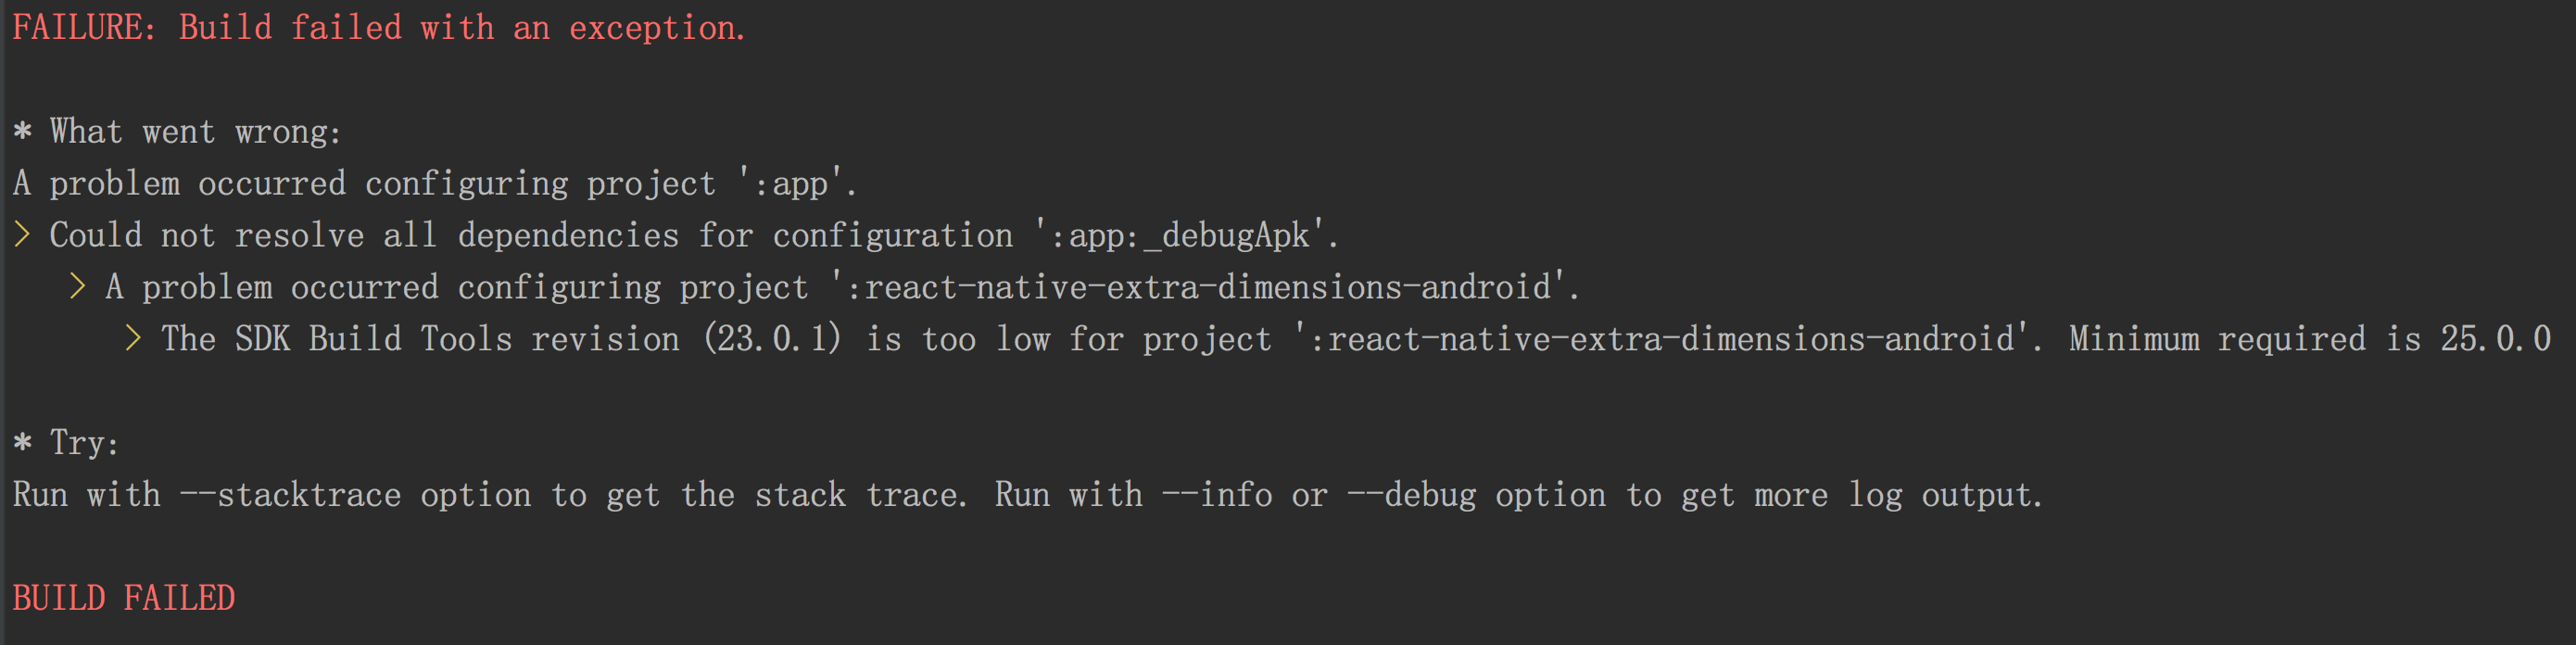 FAILURE: Build failed with an exception.
* What went wrong:
A problem occurred configuring project ':app'.
> Could not resolve all dependencies for configuration ':app:_debugApk'.
> A problem occurred configuring project ':react-native-extra-dimensions-android'.
> The SDK Build Tools revision (23.0.1) is too low for project ':react-native-extra-dimensions-android'. Minimum required is 25.0.0
* Try:
Run with --stacktrace option to get the stack trace. Run with --info or --debug option to get more log output.
BUILD FAILED